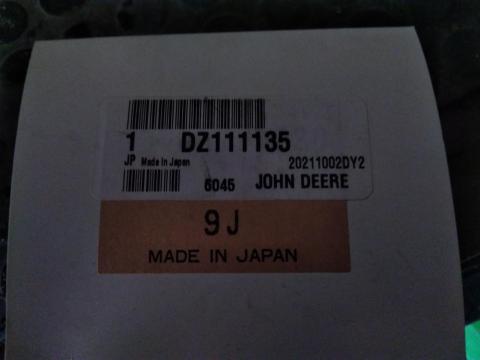 1 DZ111135
JP Made In Japan 20211002DY2
6045 JOHN DEERE
9J
MADE IN JAPAN